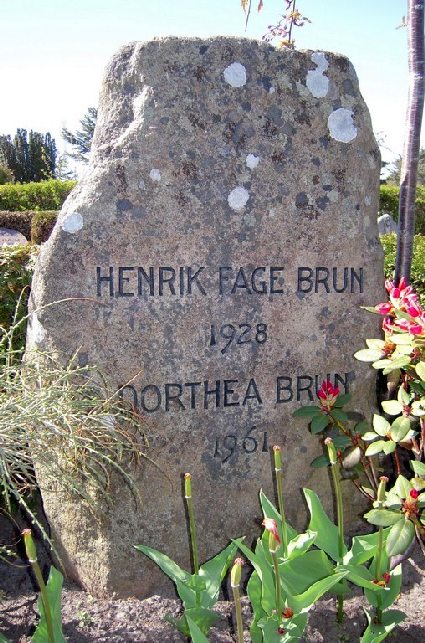 HENRIK FAGE BRUN
1928
DORTHEA BRUN
1961